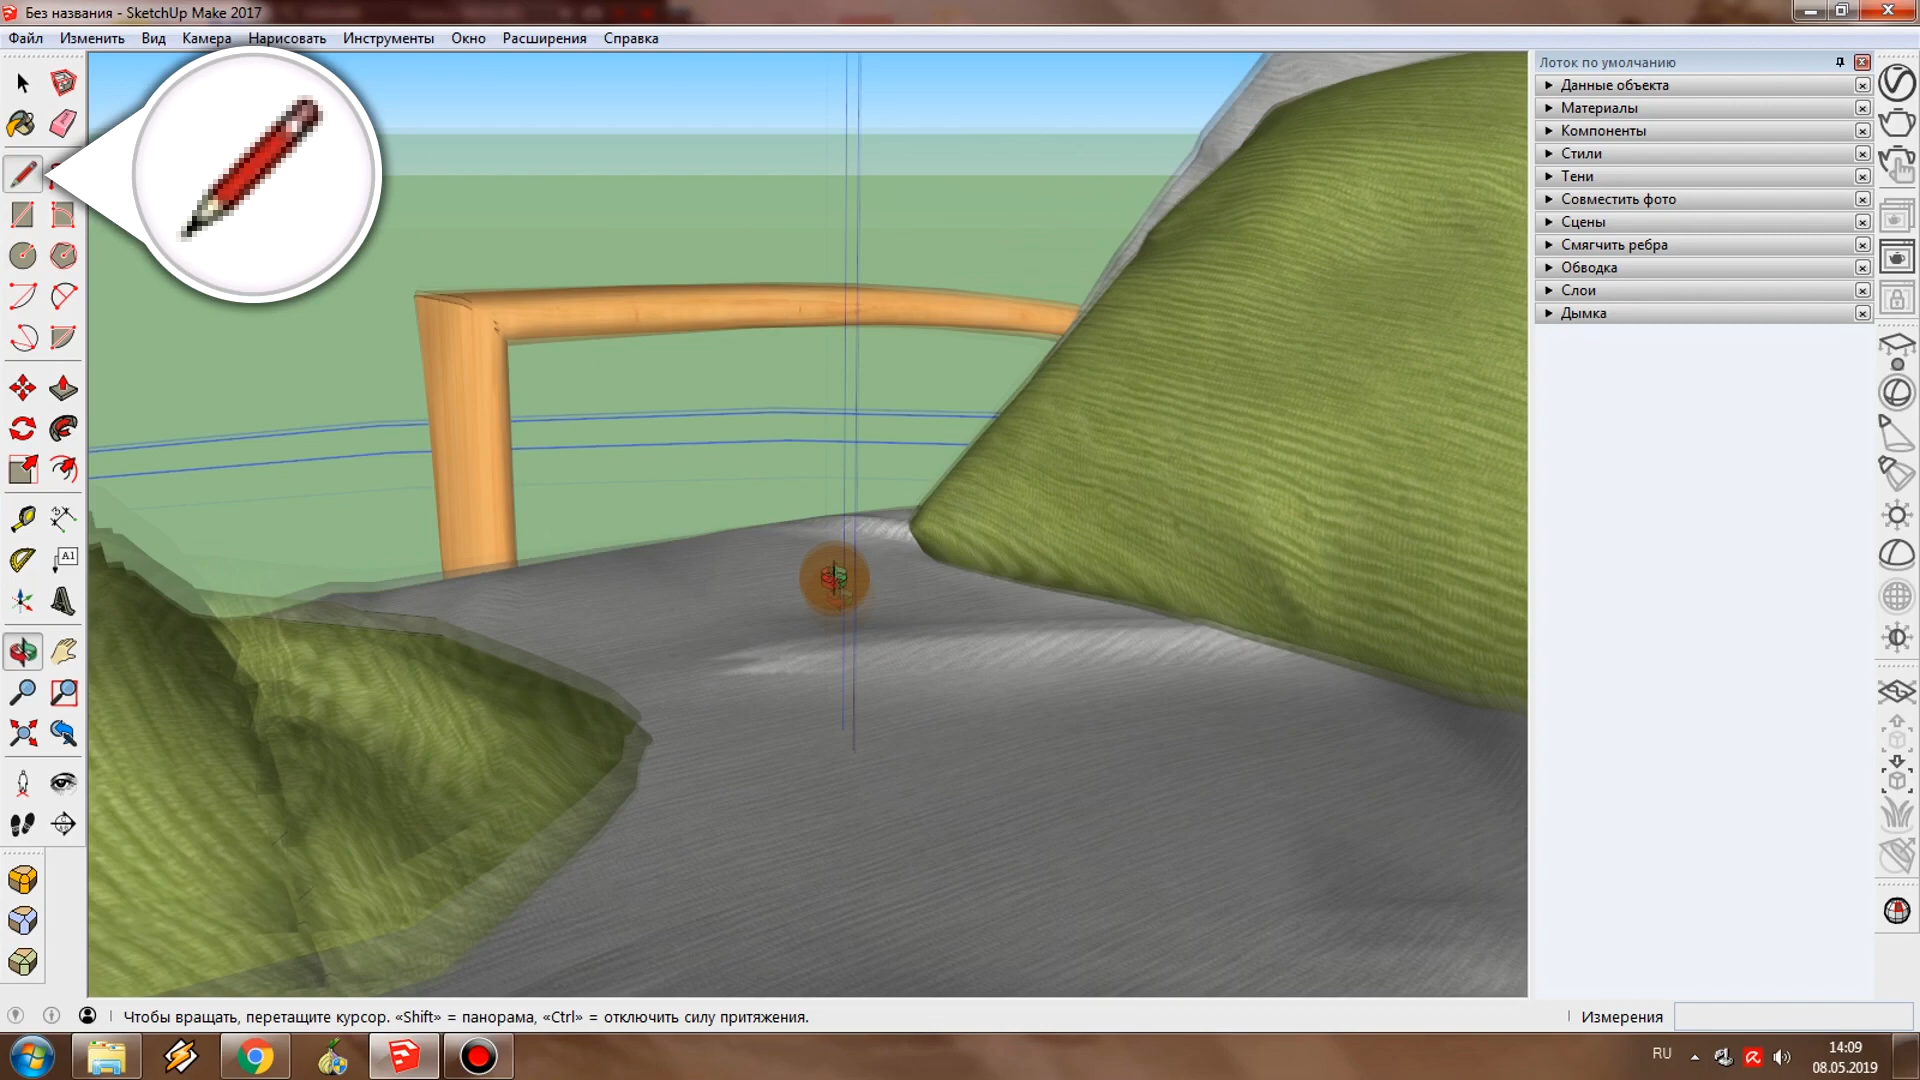 Без названия - SketchUp Make 2017
Файл Изменить Вид Камера Нарисовать Инструменты Окно Расширения Справка
Лоток по умолчанию
Данные объекта
Материалы
Компоненты
Стили
Тени
Совместить фото
Сцены
Смягчить ребра
Обводка
Слои
Дымка
A1
Чтобы вращать, перетащите курсор. «Shift» = панорама, «Ctrl» = отключить силу притяжения.
Измерения
RU
14:09
08.05.2019